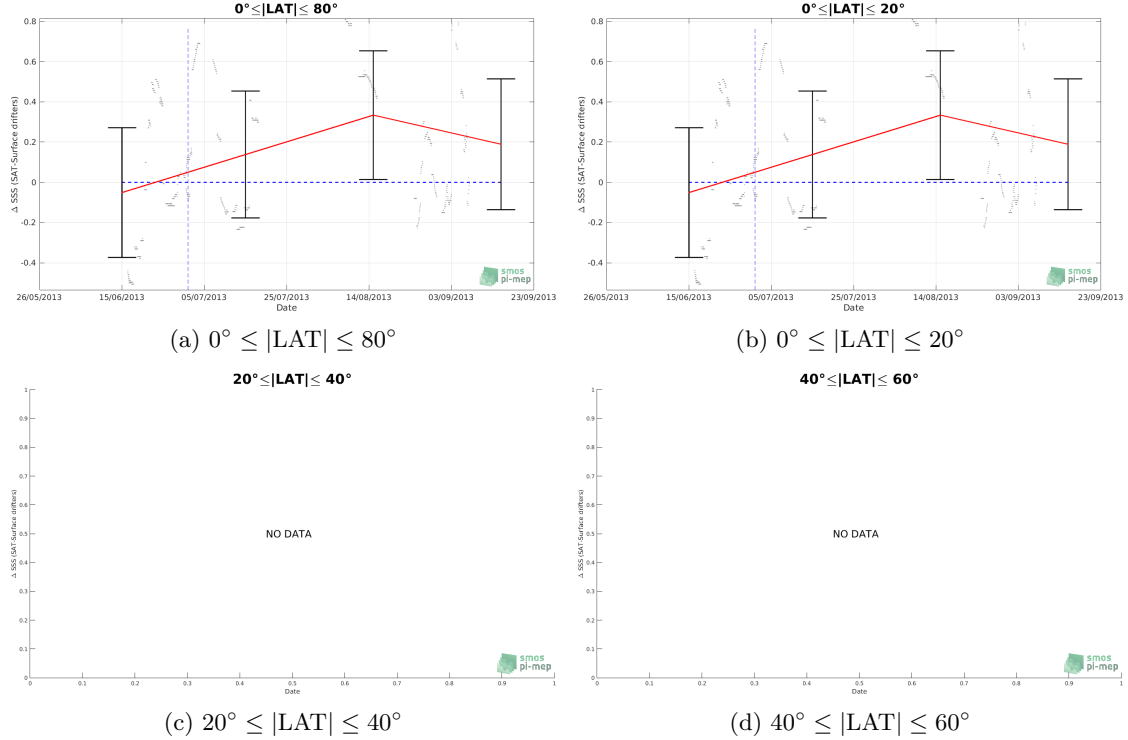 0°≤|LAT|≤ 80°
0.8
0.6
0.4
0.2
0
-0.2
-0.4
Δ SSS (SAT-Surface drifters)
26/05/2013 15/06/2013 05/07/2013 25/07/2013 14/08/2013 03/09/2013 23/09/2013
Date
smos
pi-mep
(a) 0° ≤ |LAT| ≤ 80°
0°≤|LAT|≤ 20°
0.8
0.6
0.4
0.2
0
-0.2
-0.4
Δ SSS (SAT-Surface drifters)
26/05/2013 15/06/2013 05/07/2013 25/07/2013 14/08/2013 03/09/2013 23/09/2013
Date
smos
pi-mep
(b) 0° ≤ |LAT| ≤ 20°
20°≤|LAT|≤ 40°
1
0.9
0.8
0.7
0.6
0.5
0.4
0.3
0.2
0.1
0
Δ SSS (SAT-Surface drifters)
NO DATA
0 0.1 0.2 0.3 0.4 0.5 0.6 0.7 0.8 0.9 1
Date
smos
pi-mep
(c) 20° ≤ |LAT| ≤ 40°
40°≤|LAT|≤ 60°
1
0.9
0.8
0.7
0.6
0.5
0.4
0.3
0.2
0.1
0
Δ SSS (SAT-Surface drifters)
NO DATA
0 0.1 0.2 0.3 0.4 0.5 0.6 0.7 0.8 0.9 1
Date
smos
pi-mep
(d) 40° ≤ |LAT| ≤ 60°